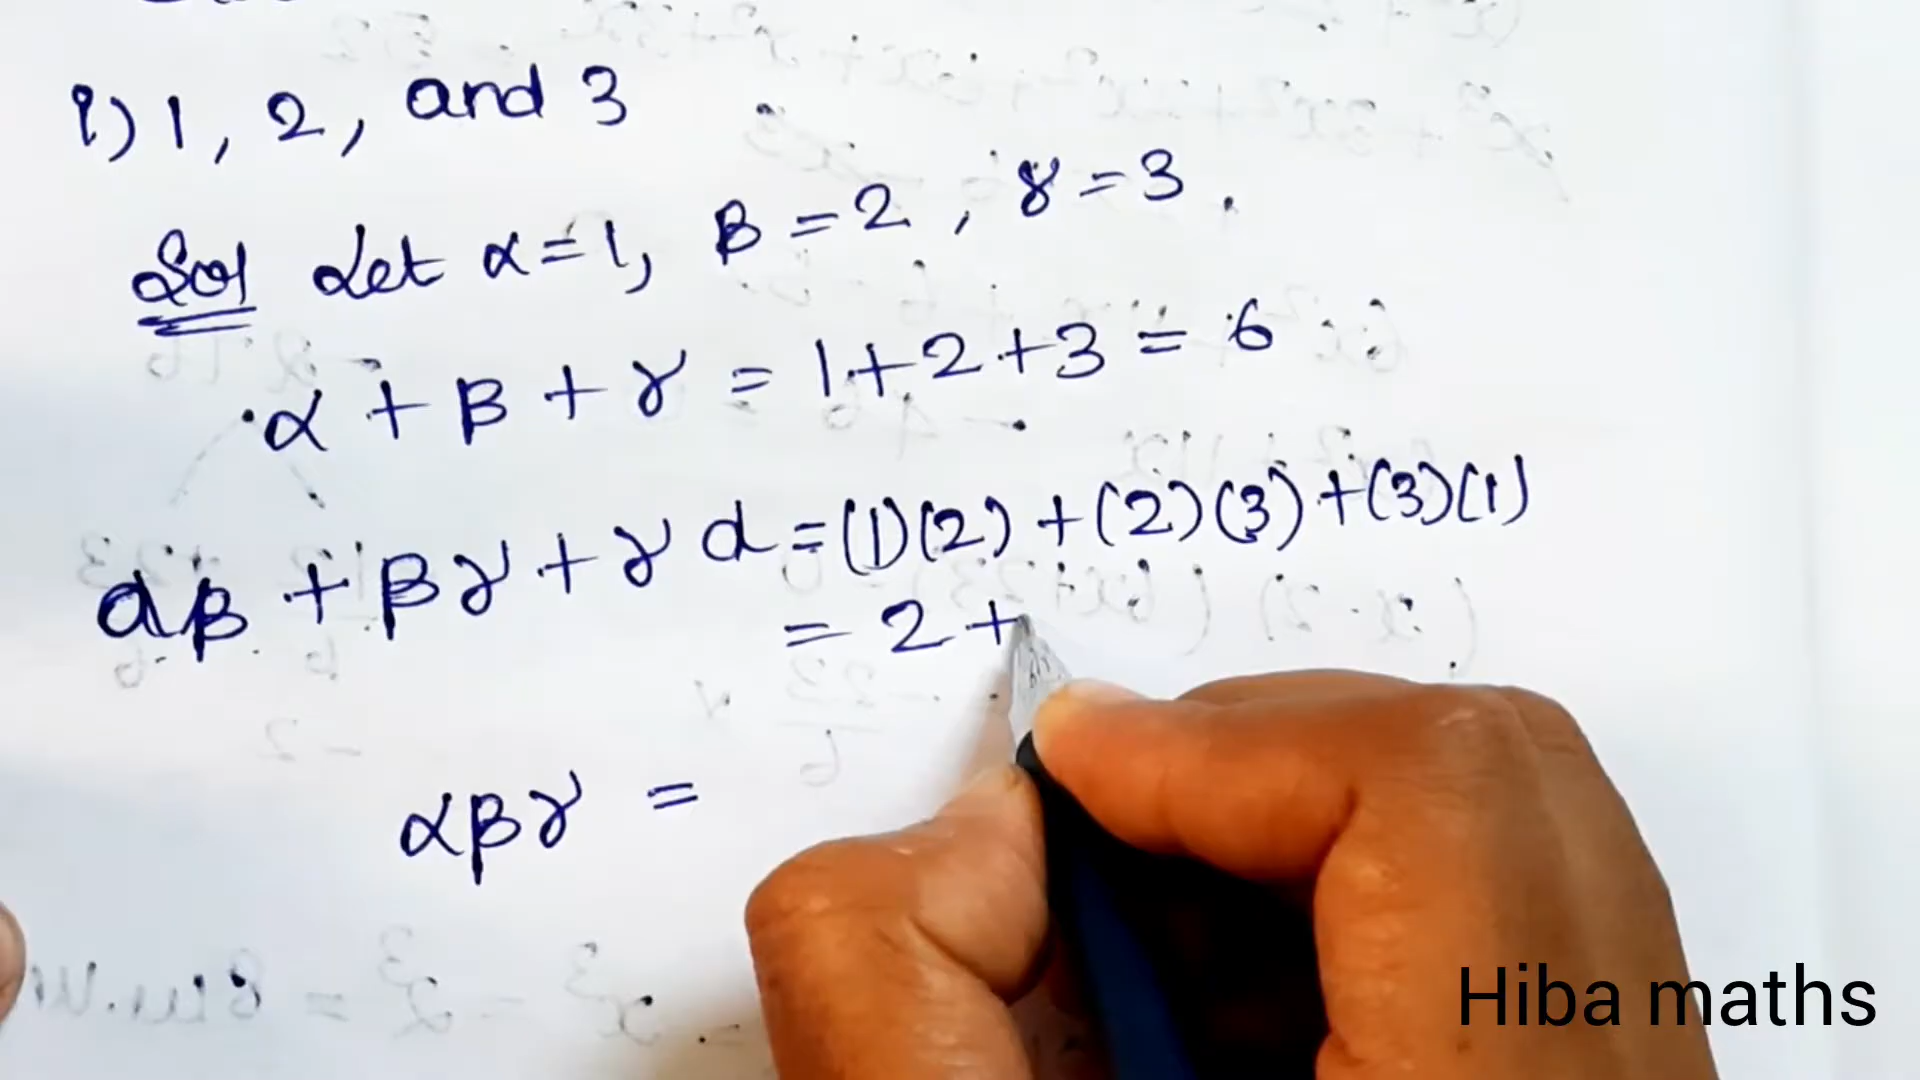 i) 1, 2, and 3
Sol Let α = 1, β = 2, γ = 3.
α + β + γ = 1 + 2 + 3 = 6
αβ + βγ + γα = (1)(2) + (2)(3) + (3)(1)
= 2 +
αβγ =
Hiba maths